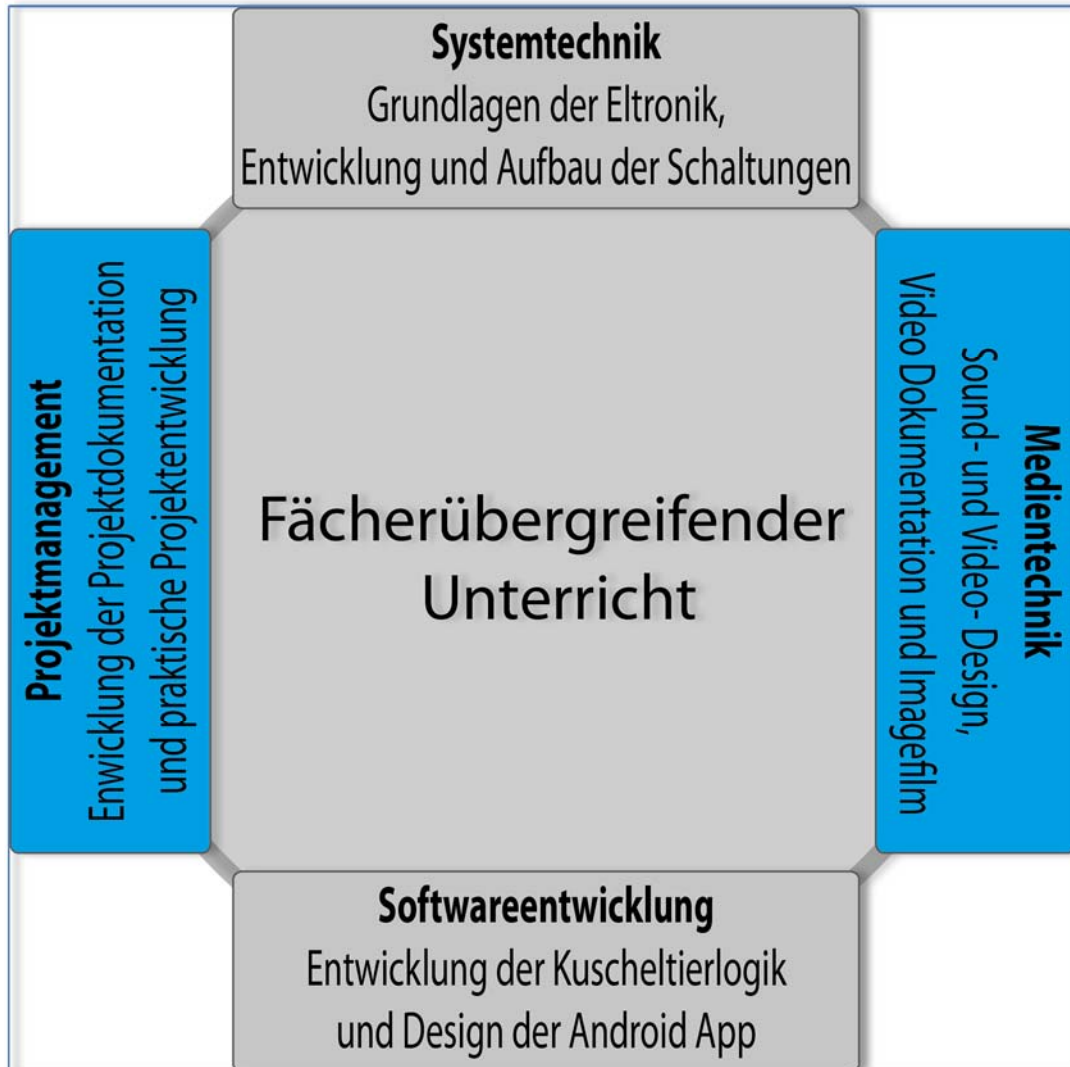 Systemtechnik
Grundlagen der Eltronik,
Entwicklung und Aufbau der Schaltungen
Projektmanagement
Enwicklung der Projektdokumentation
und praktische Projektentwicklung
Fächerübergreifender
Unterricht
Medientechnik
Sound- und Video- Design,
Video Dokumentation und Imagefilm
Softwareentwicklung
Entwicklung der Kuscheltierlogik
und Design der Android App